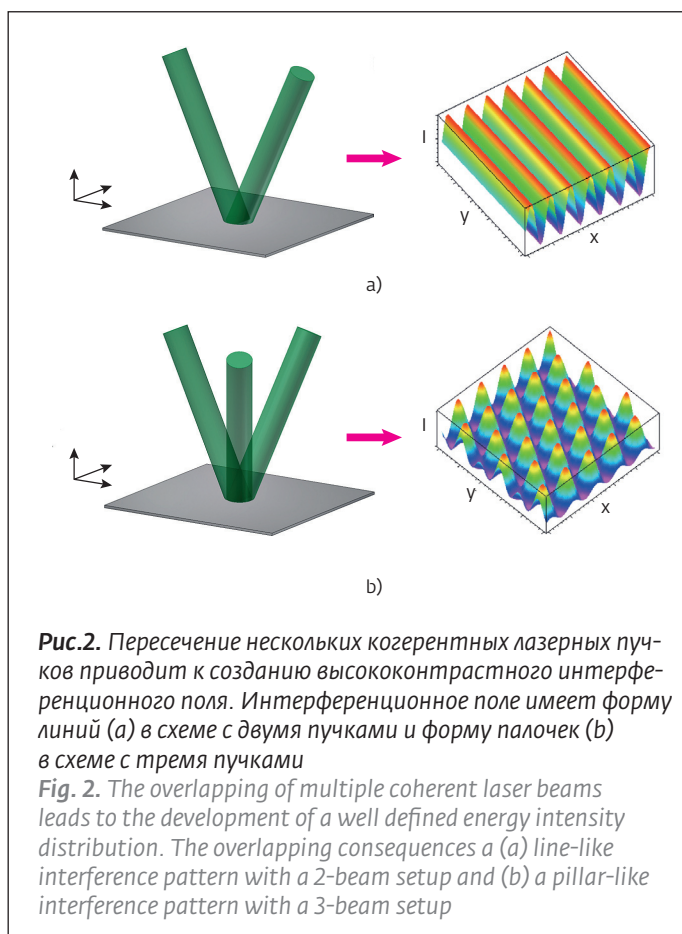 I
y
x
a)
I
y
x
b)
Рис.2. Пересечение нескольких когерентных лазерных пуч-
ков приводит к созданию высококонтрастного интерфе-
ренционного поля. Интерференционное поле имеет форму
линий (a) в схеме с двумя пучками и форму палочек (b)
в схеме с тремя пучками
Fig. 2. The overlapping of multiple coherent laser beams
leads to the development of a well defined energy intensity
distribution. The overlapping consequences a (a) line-like
interference pattern with a 2-beam setup and (b) a pillar-like
interference pattern with a 3-beam setup